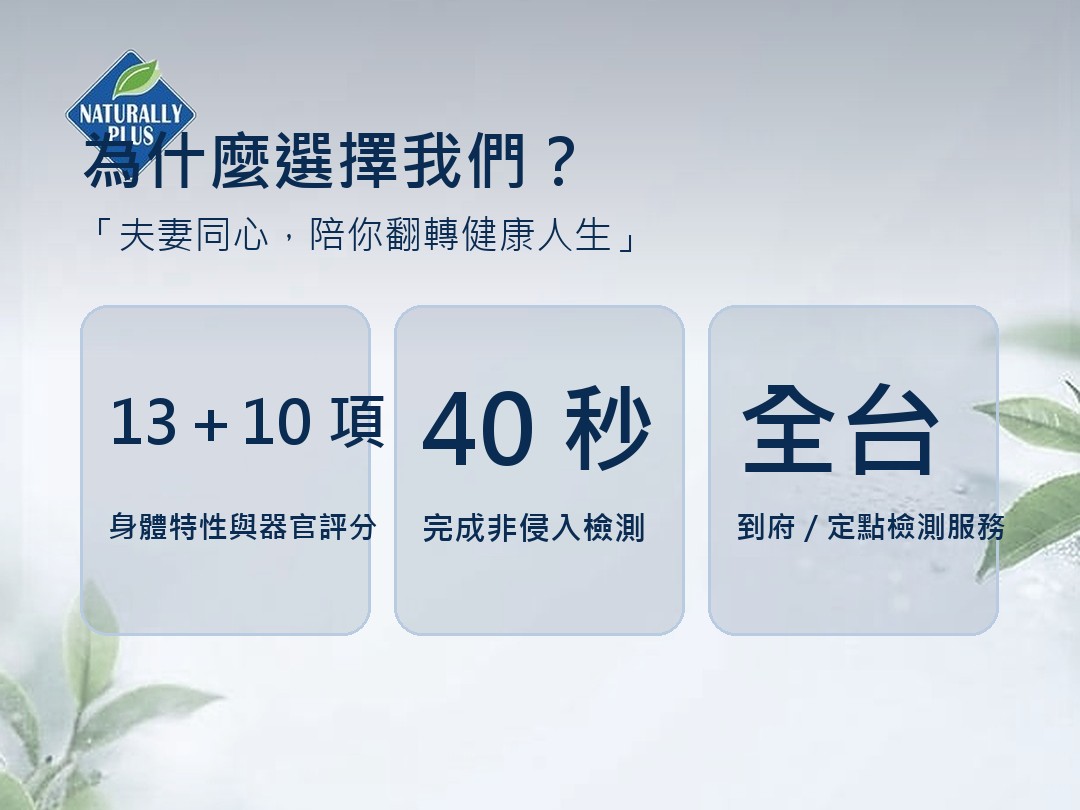 NATURALLY
PLUS
為什麼選擇我們？
「夫妻同心，陪你翻轉健康人生」
13+10 項
身體特性與器官評分
40 秒
完成非侵入檢測
全台
到府 / 定點檢測服務